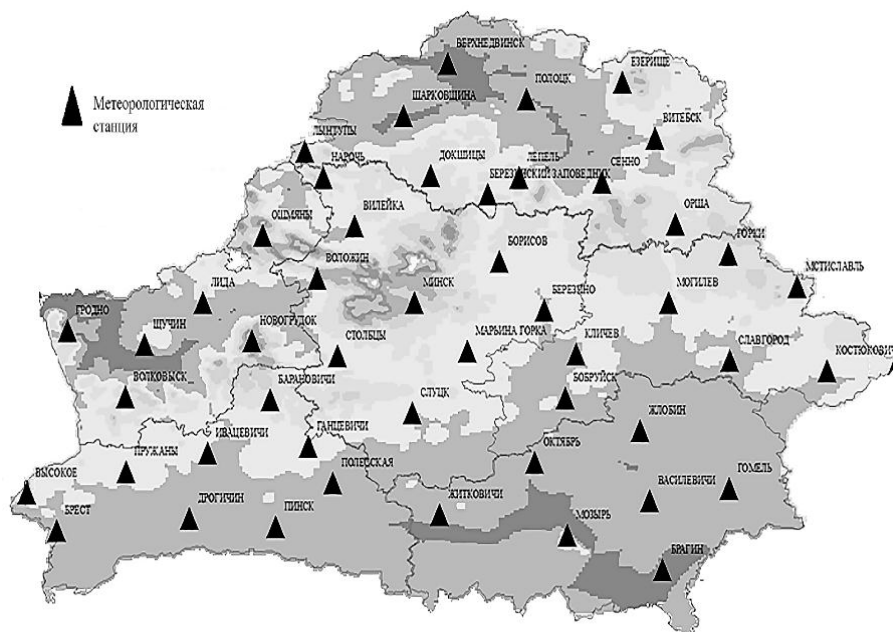 ВЕРХНЕДВИНСК
ЕЗЕРИЩЕ
ПОЛОЦК
Метеорологическая
станция
ШАРКОВЩИНА
ВИТЕБСК
ЛЫНТУПЫ
НАРОЧЬ
ДОКШИЦЫ
ЛЕПЕЛЬ
СЕННО
БЕРЕЗИНСКИЙ ЗАПОВЕДНИК
ОШМЯНЫ
ВИЛЕЙКА
ОРША
БОРИСОВ
ГОРКИ
ВОЛОЖИН
МСТИСЛАВЛЬ
ЛИДА
МИНСК
БЕРЕЗИНО
МОГИЛЕВ
ГРОДНО
ЩУЧИН
НОВОГРУДОК
СТОЛБЦЫ
МАРЬИНА ГОРКА
КЛИЧЕВ
СЛАВГОРОД
КОСТЮКОВИЧИ
ВОЛКОВЫСК
БАРАНОВИЧИ
БОБРУЙСК
СЛУЦК
ЖЛОБИН
ИВАЦЕВИЧИ
ГАНЦЕВИЧИ
ПРУЖАНЫ
ОКТЯБРЬ
ВЫСОКОЕ
ПОЛЕССКАЯ
ВАСИЛЕВИЧИ
ГОМЕЛЬ
БРЕСТ
ДРОГИЧИН
ПИНСК
ЖИТКОВИЧИ
МОЗЫРЬ
БРАГИН